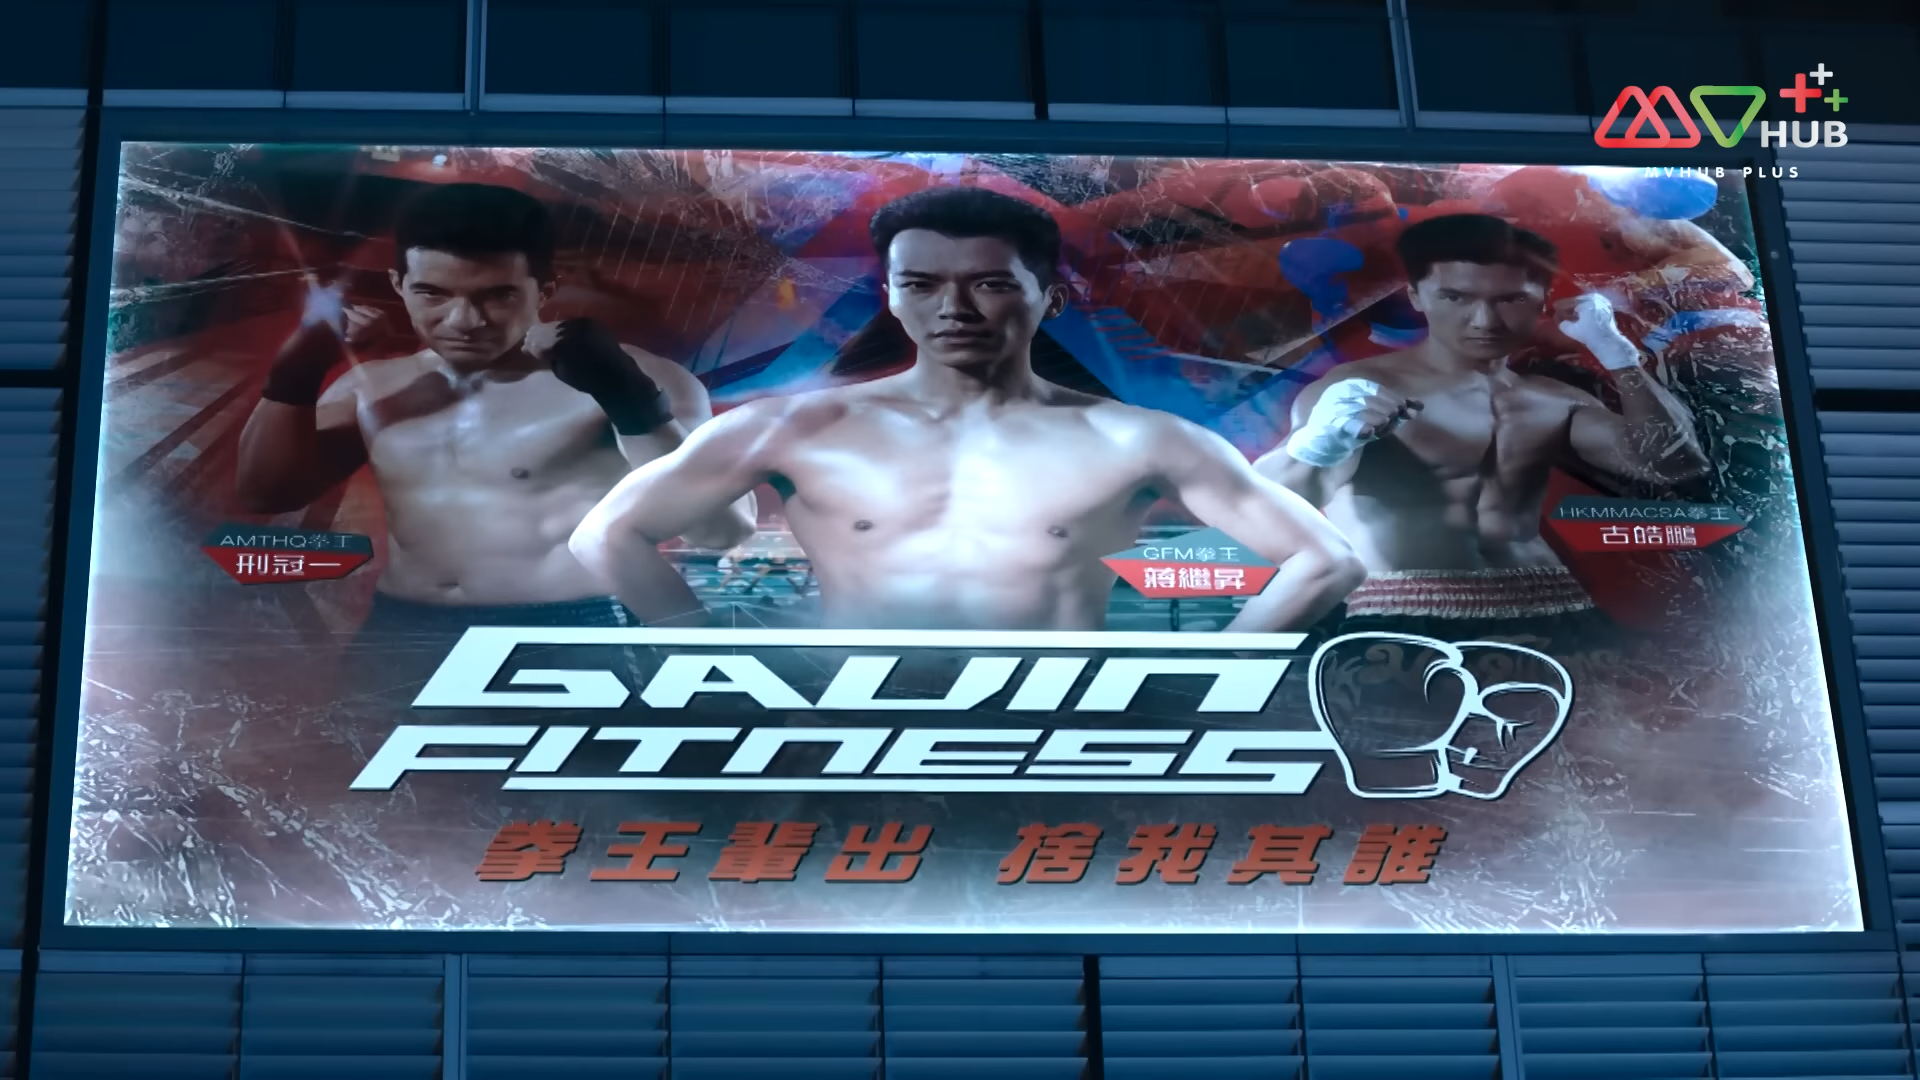 HUB
MVHUB PLUS
AMTHQ拳王
刑冠一
GFM拳王
蔣繼昇
HKMMACSA拳王
古皓鵬
GAVIN
FITNESS
拳王輩出 捨我其誰